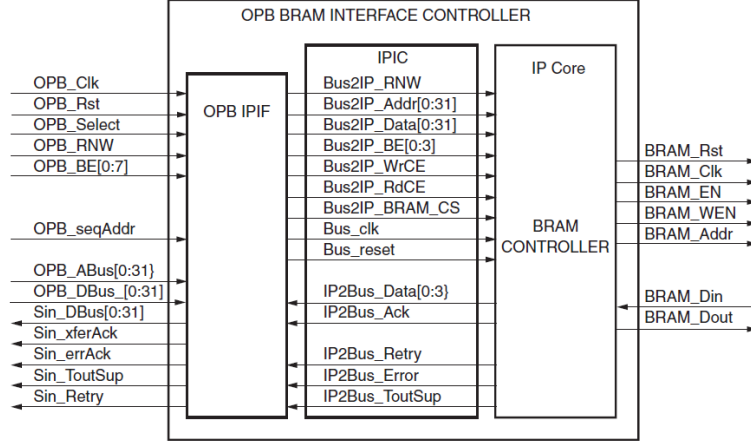 OPB BRAM INTERFACE CONTROLLER
OPB_Clk
OPB_Rst
OPB_Select
OPB_RNW
OPB_BE[0:7]
OPB_seqAddr
OPB_ABus[0:31}
OPB_DBus_[0:31]
Sin_DBus[0:31]
Sin_xferAck
Sin_errAck
Sin_ToutSup
Sin_Retry
OPB IPIF
IPIC
Bus2IP_RNW
Bus2IP_Addr[0:31]
Bus2IP_Data[0:31]
Bus2IP_BE[0:3]
Bus2IP_WrCE
Bus2IP_RdCE
Bus2IP_BRAM_CS
Bus_clk
Bus_reset
IP2Bus_Data[0:3}
IP2Bus_Ack
IP2Bus_Retry
IP2Bus_Error
IP2Bus_ToutSup
IP Core
BRAM
CONTROLLER
BRAM_Rst
BRAM_Clk
BRAM_EN
BRAM_WEN
BRAM_Addr
BRAM_Din
BRAM_Dout